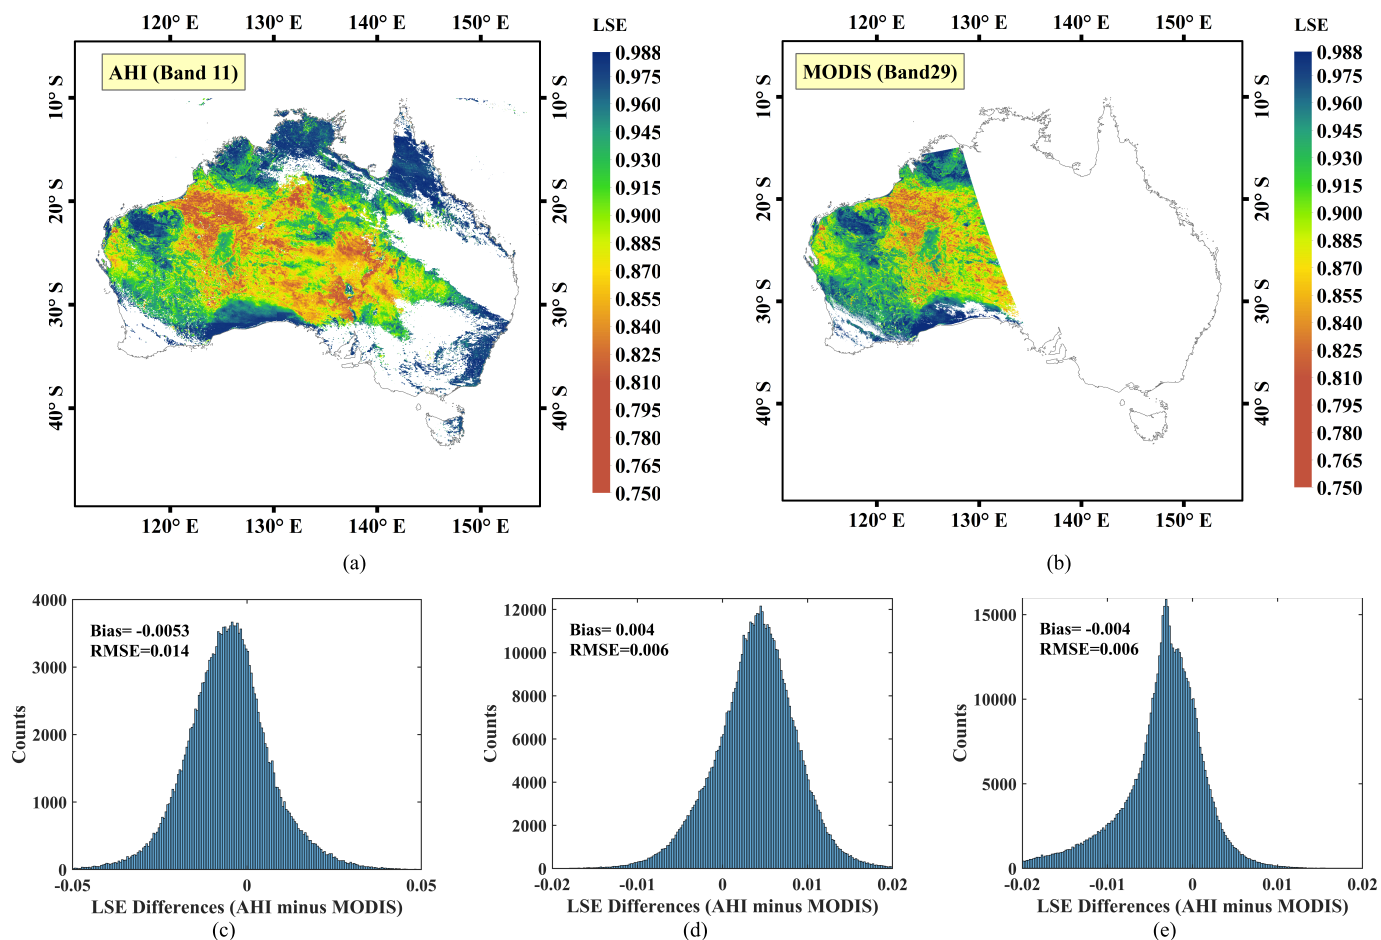 120° E 130° E 140° E 150° E
LSE
AHI (Band 11)
10° S
20° S
30° S
40° S
10° S
20° S
30° S
40° S
0.988
0.975
0.960
0.945
0.930
0.915
0.900
0.885
0.870
0.855
0.840
0.825
0.810
0.795
0.780
0.765
0.750
120° E 130° E 140° E 150° E
(a)
120° E 130° E 140° E 150° E
LSE
MODIS (Band29)
10° S
20° S
30° S
40° S
10° S
20° S
30° S
40° S
0.988
0.975
0.960
0.945
0.930
0.915
0.900
0.885
0.870
0.855
0.840
0.825
0.810
0.795
0.780
0.765
0.750
120° E 130° E 140° E 150° E
(b)
Counts
4000
3000
2000
1000
0
Bias= -0.0053
RMSE=0.014
-0.05 0 0.05
LSE Differences (AHI minus MODIS)
(c)
Counts
12000
10000
8000
6000
4000
2000
0
Bias= 0.004
RMSE=0.006
-0.02 -0.01 0 0.01 0.02
LSE Differences (AHI minus MODIS)
(d)
Counts
15000
10000
5000
0
Bias= -0.004
RMSE=0.006
-0.02 -0.01 0 0.01 0.02
LSE Differences (AHI minus MODIS)
(e)